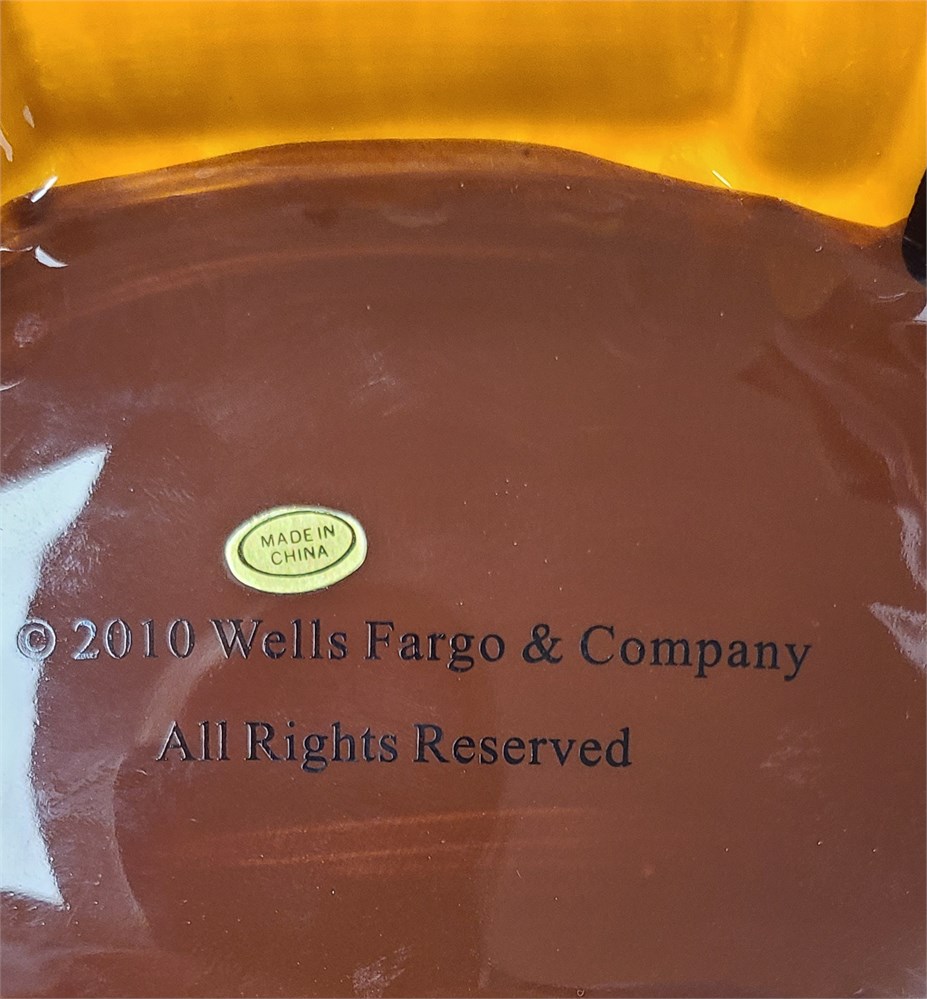 MADE IN
CHINA
© 2010 Wells Fargo & Company
All Rights Reserved